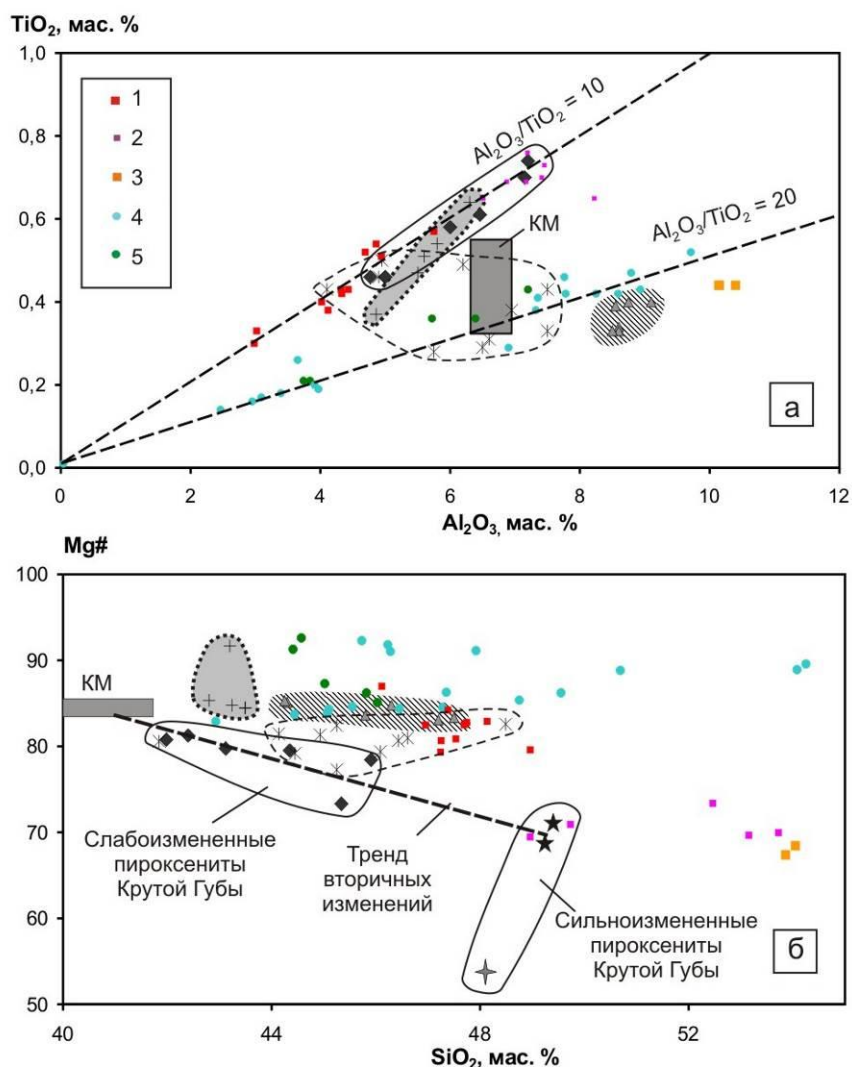 TiO₂, мас. %
1,0
0,8
0,6
0,4
0,2
0,0
1
2
3
4
5
Al₂O₃/TiO₂ = 10
Al₂O₃/TiO₂ = 20
КМ
а
0
2
4
6
8
10
12
Al₂O₃, мас. %
Mg#
100
90
80
70
60
50
КМ
Слабоизмененные
пироксениты
Крутой Губы
Тренд
вторичных
изменений
Сильноизмененные
пироксениты
Крутой Губы
б
40
44
48
52
SiO₂, мас. %